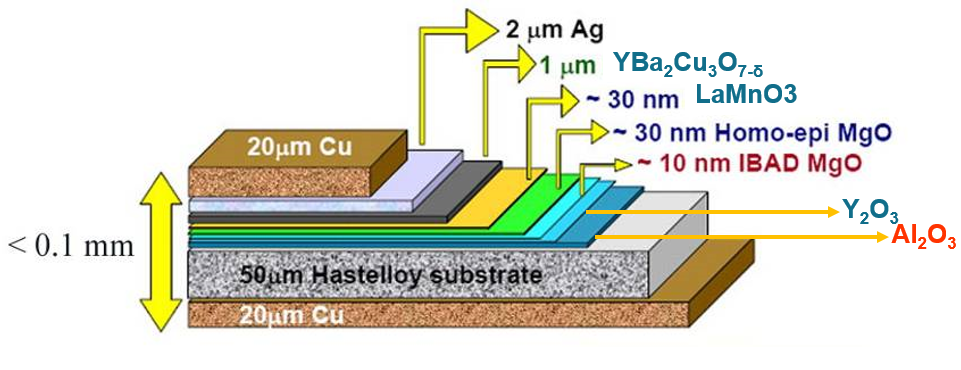 2 μm Ag
1 μm YBa₂Cu₃O₇₋δ
~ 30 nm LaMnO3
~ 30 nm Homo-epi MgO
~ 10 nm IBAD MgO
20μm Cu
Y₂O₃
Al₂O₃
< 0.1 mm
50μm Hastelloy substrate
20μm Cu